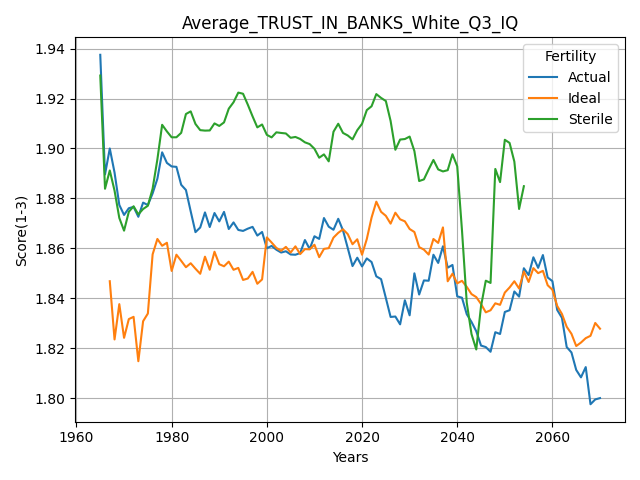 Average_TRUST_IN_BANKS_White_Q3_IQ
Fertility
Actual
Ideal
Sterile
Score(1-3)
1.94
1.92
1.90
1.88
1.86
1.84
1.82
1.80
1960
1980
2000
2020
2040
2060
Years